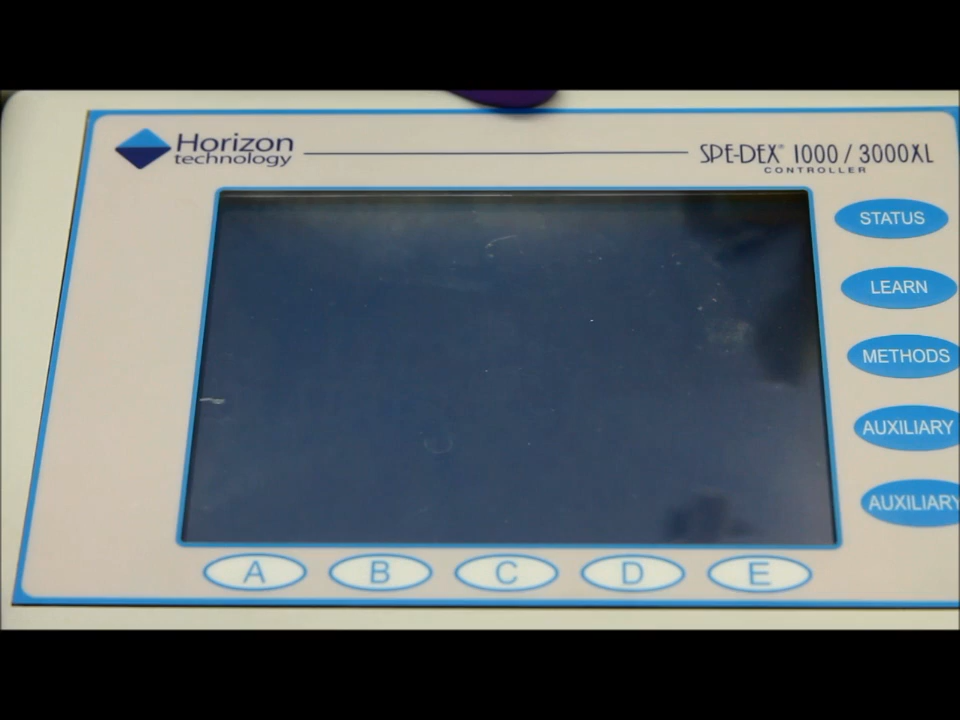 Horizon
technology
SPE-DEX® 1000 / 3000XL
CONTROLLER
STATUS
LEARN
METHODS
AUXILIARY
AUXILIARY
A B C D E